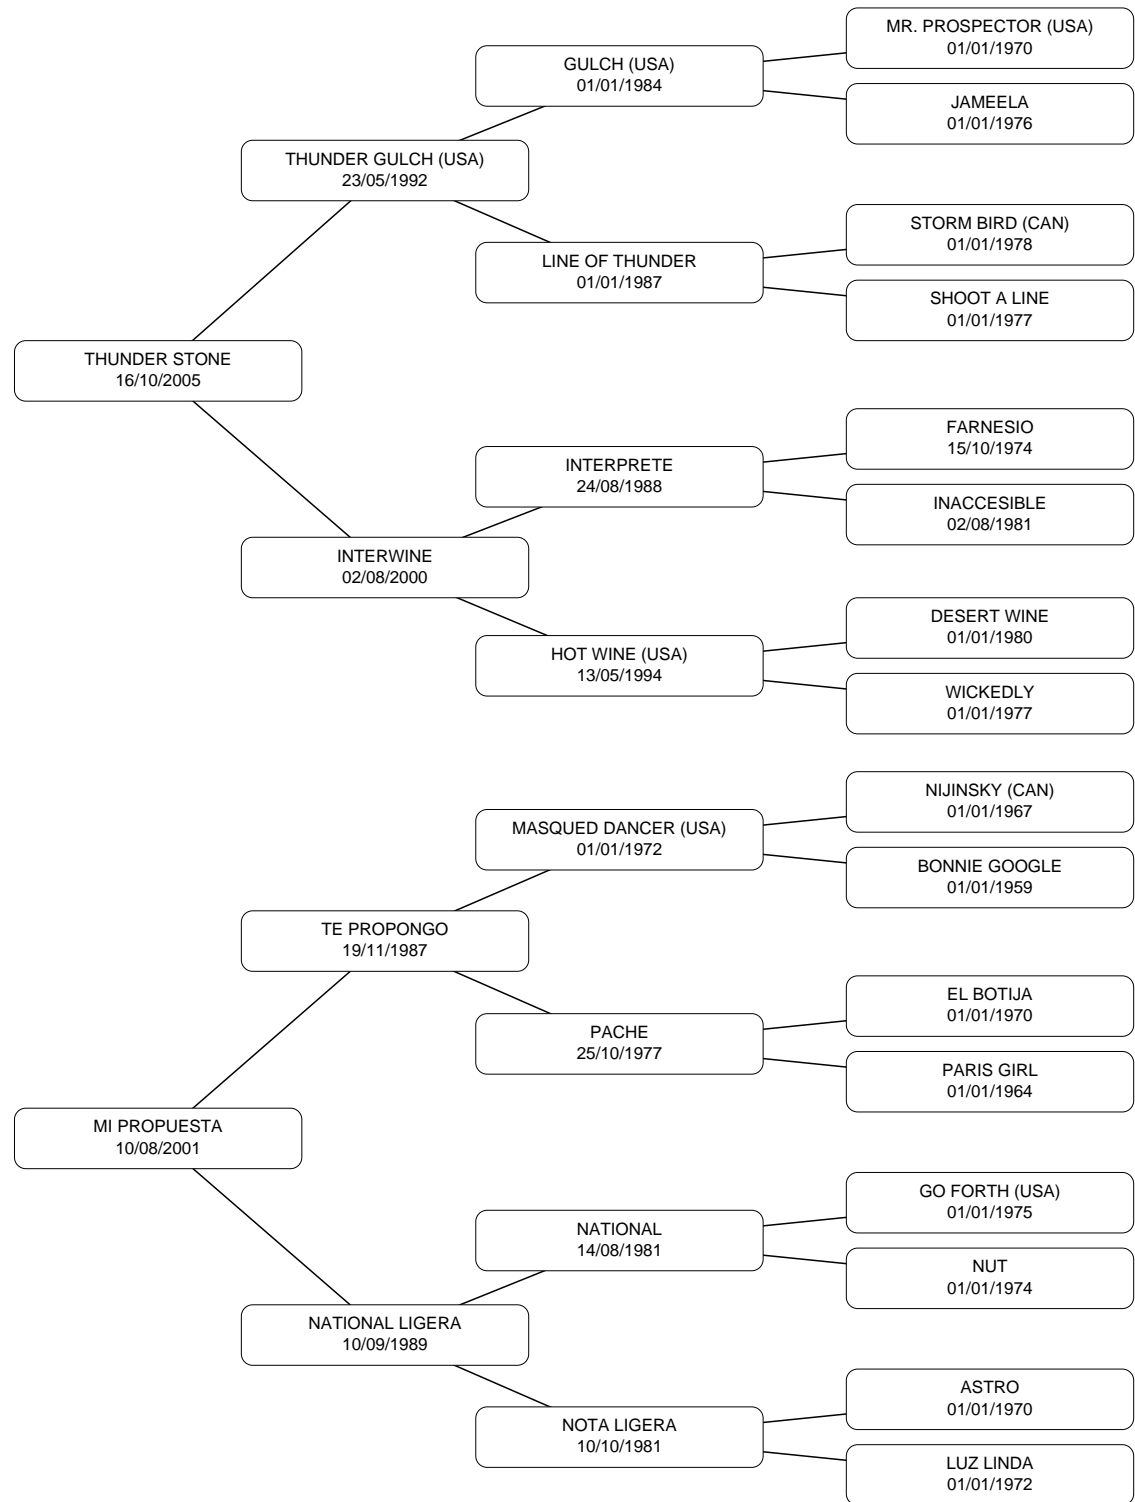 MR. PROSPECTOR (USA)
01/01/1970
GULCH (USA)
01/01/1984
JAMEELA
01/01/1976
THUNDER GULCH (USA)
23/05/1992
STORM BIRD (CAN)
01/01/1978
LINE OF THUNDER
01/01/1987
SHOOT A LINE
01/01/1977
THUNDER STONE
16/10/2005
FARNESIO
15/10/1974
INTERPRETE
24/08/1988
INACCESIBLE
02/08/1981
INTERWINE
02/08/2000
DESERT WINE
01/01/1980
HOT WINE (USA)
13/05/1994
WICKEDLY
01/01/1977
NIJINSKY (CAN)
01/01/1967
MASQUED DANCER (USA)
01/01/1972
BONNIE GOOGLE
01/01/1959
TE PROPONGO
19/11/1987
EL BOTIJA
01/01/1970
PACHE
25/10/1977
PARIS GIRL
01/01/1964
MI PROPUESTA
10/08/2001
GO FORTH (USA)
01/01/1975
NATIONAL
14/08/1981
NUT
01/01/1974
NATIONAL LIGERA
10/09/1989
ASTRO
01/01/1970
NOTA LIGERA
10/10/1981
LUZ LINDA
01/01/1972